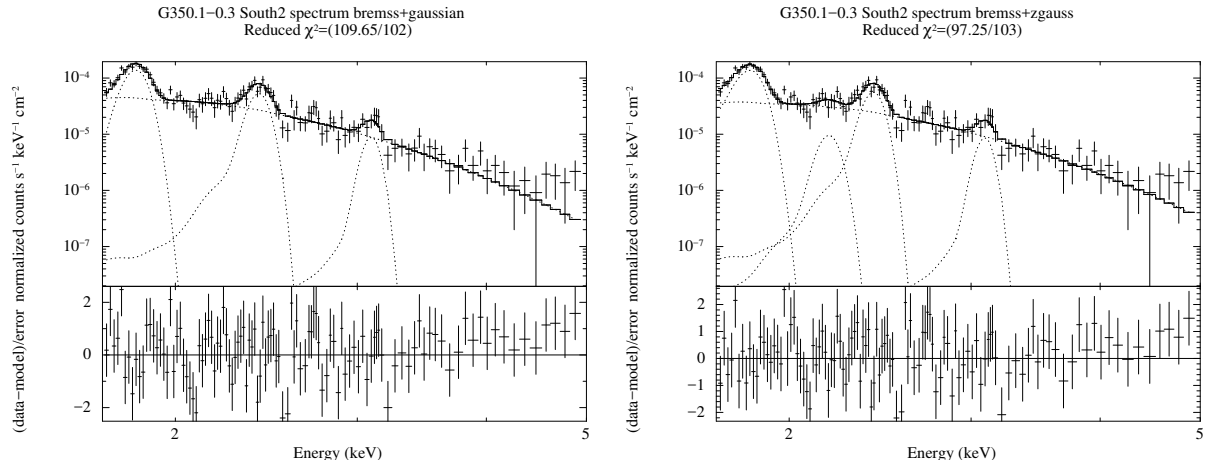 G350.1−0.3 South2 spectrum bremss+gaussian
Reduced χ²=(109.65/102)
(data−model)/error normalized counts s⁻¹ keV⁻¹ cm⁻²
10⁻⁴
10⁻⁵
10⁻⁶
10⁻⁷
2
0
−2
2
5
Energy (keV)
G350.1−0.3 South2 spectrum bremss+zgauss
Reduced χ²=(97.25/103)
(data−model)/error normalized counts s⁻¹ keV⁻¹ cm⁻²
10⁻⁴
10⁻⁵
10⁻⁶
10⁻⁷
2
1
0
−1
−2
2
5
Energy (keV)